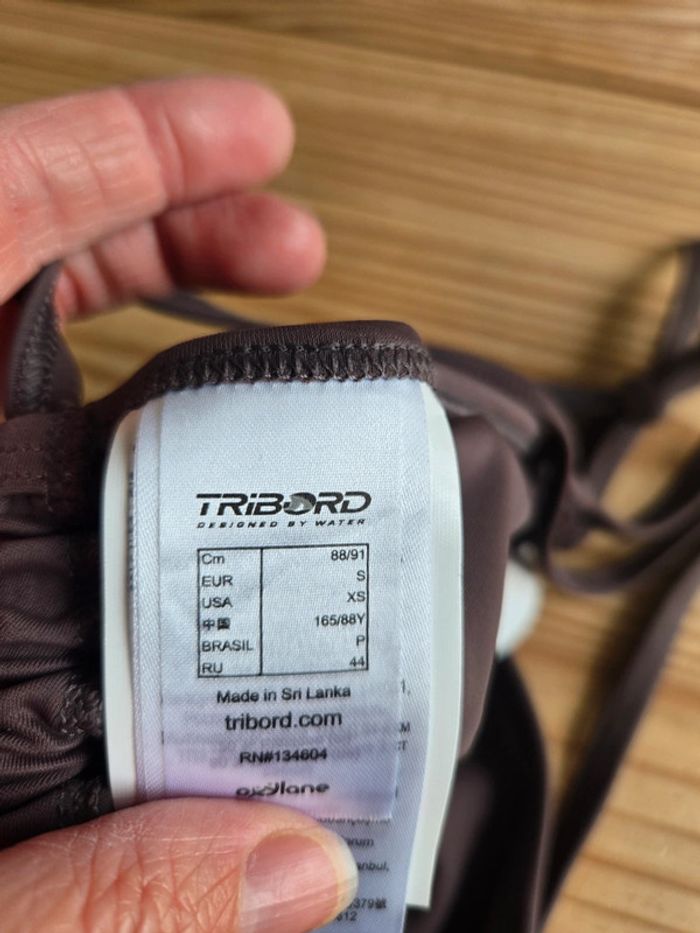 TRIBORD
DESIGNED BY WATER
Cm 88/91
EUR S
USA XS
中国 165/88Y
BRASIL P
RU 44
Made in Sri Lanka
tribord.com
RN#134604
oxylane